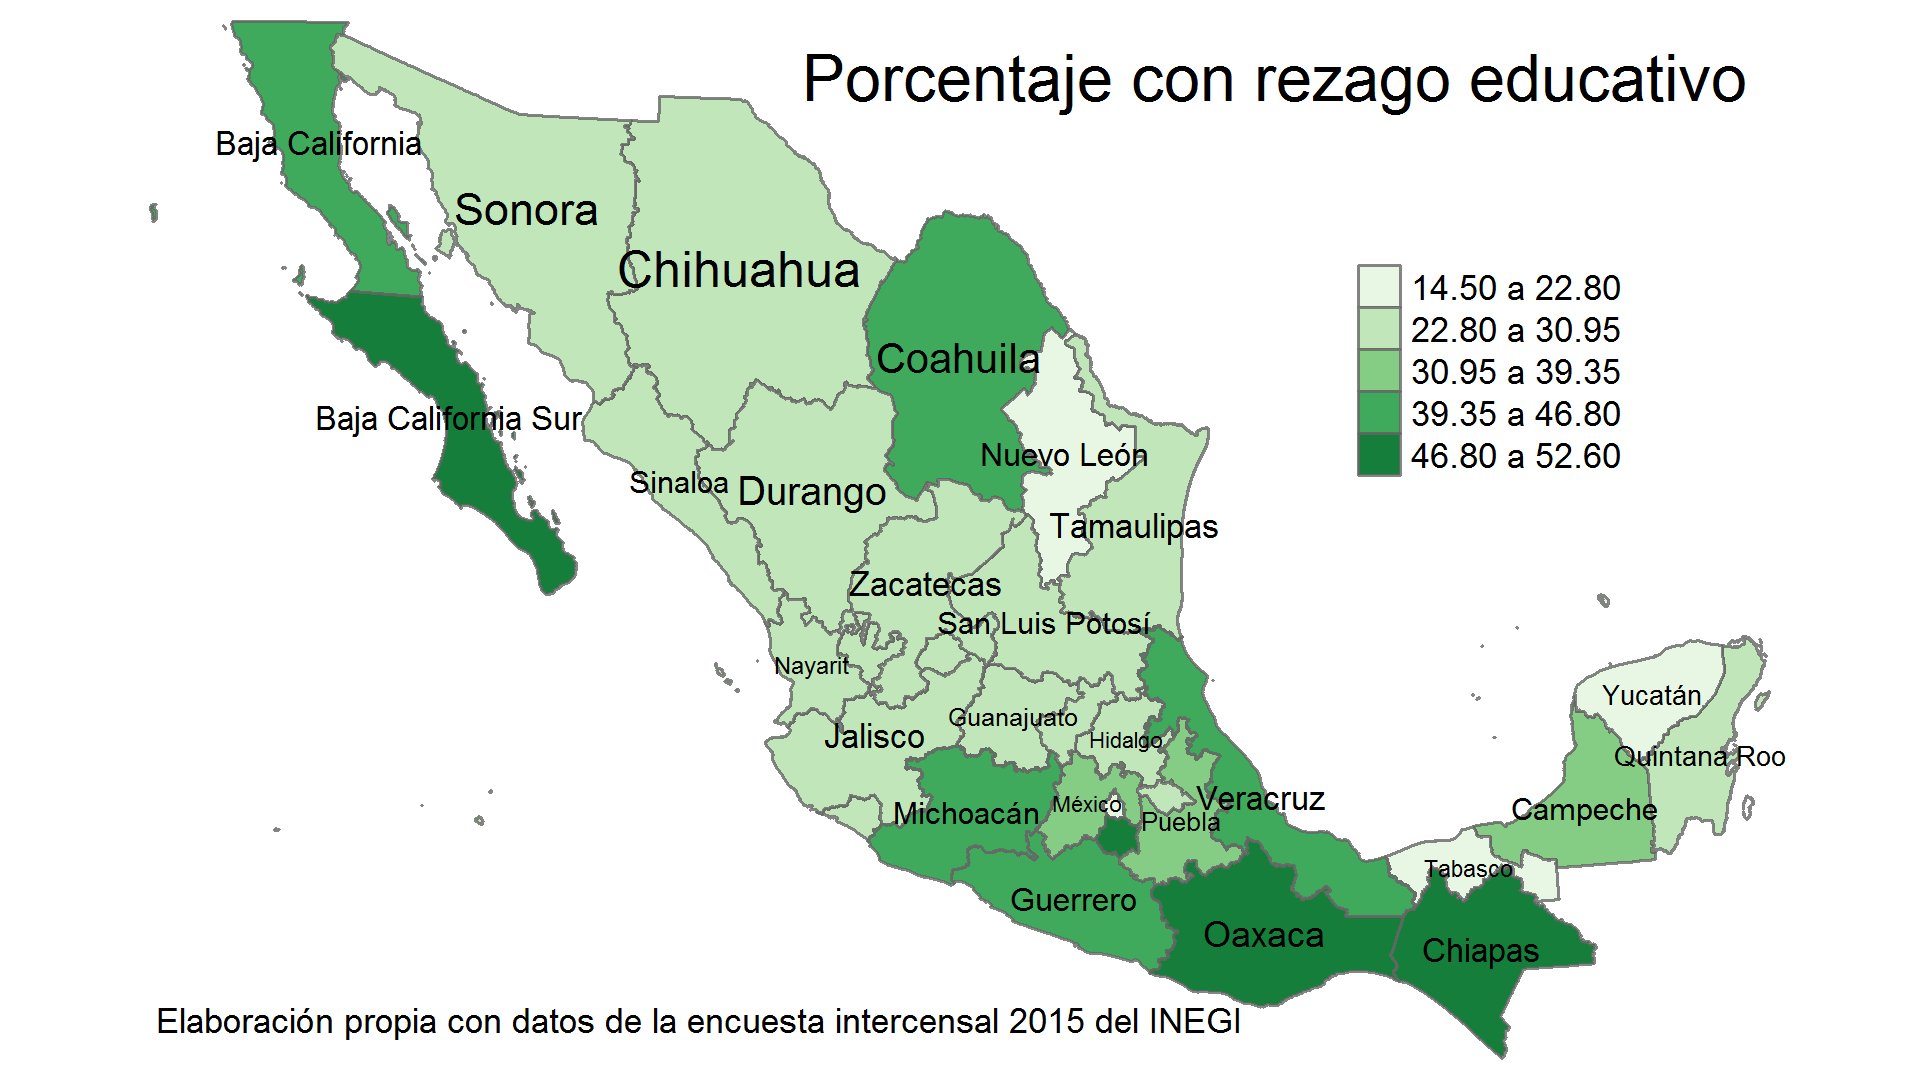 Porcentaje con rezago educativo
Baja California
Sonora
Chihuahua
14.50 a 22.80
22.80 a 30.95
30.95 a 39.35
39.35 a 46.80
46.80 a 52.60
Coahuila
Baja California Sur
Nuevo León
Sinaloa
Durango
Tamaulipas
Zacatecas
San Luis Potosí
Nayarit
Yucatán
Guanajuato
Jalisco
Hidalgo
Quintana Roo
Michoacán
México
Veracruz
Puebla
Campeche
Tabasco
Guerrero
Oaxaca
Chiapas
Elaboración propia con datos de la encuesta intercensal 2015 del INEGI